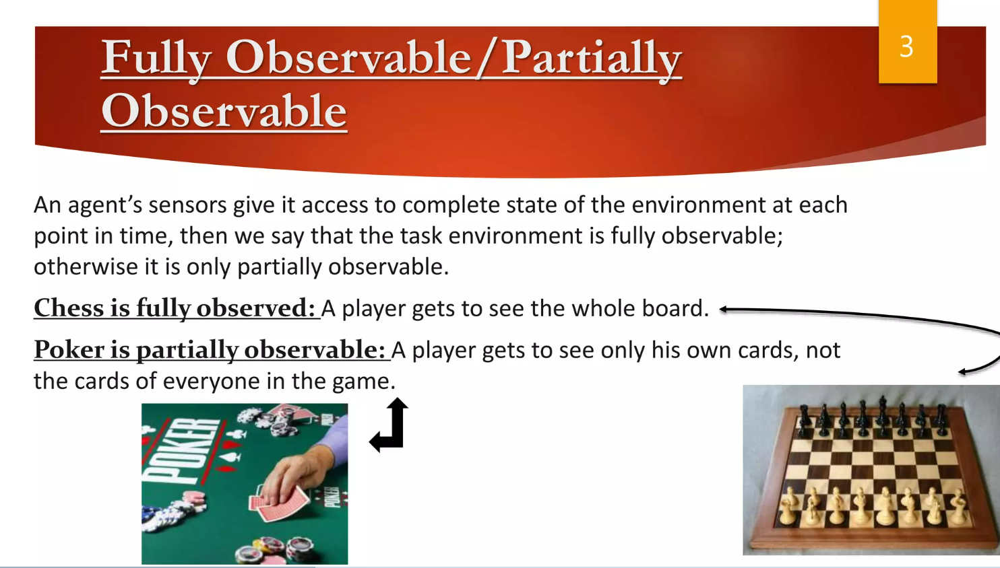 3
Fully Observable/Partially
Observable
An agent’s sensors give it access to complete state of the environment at each
point in time, then we say that the task environment is fully observable;
otherwise it is only partially observable.
Chess is fully observed: A player gets to see the whole board.
Poker is partially observable: A player gets to see only his own cards, not
the cards of everyone in the game.
POKER
POKER
POKER